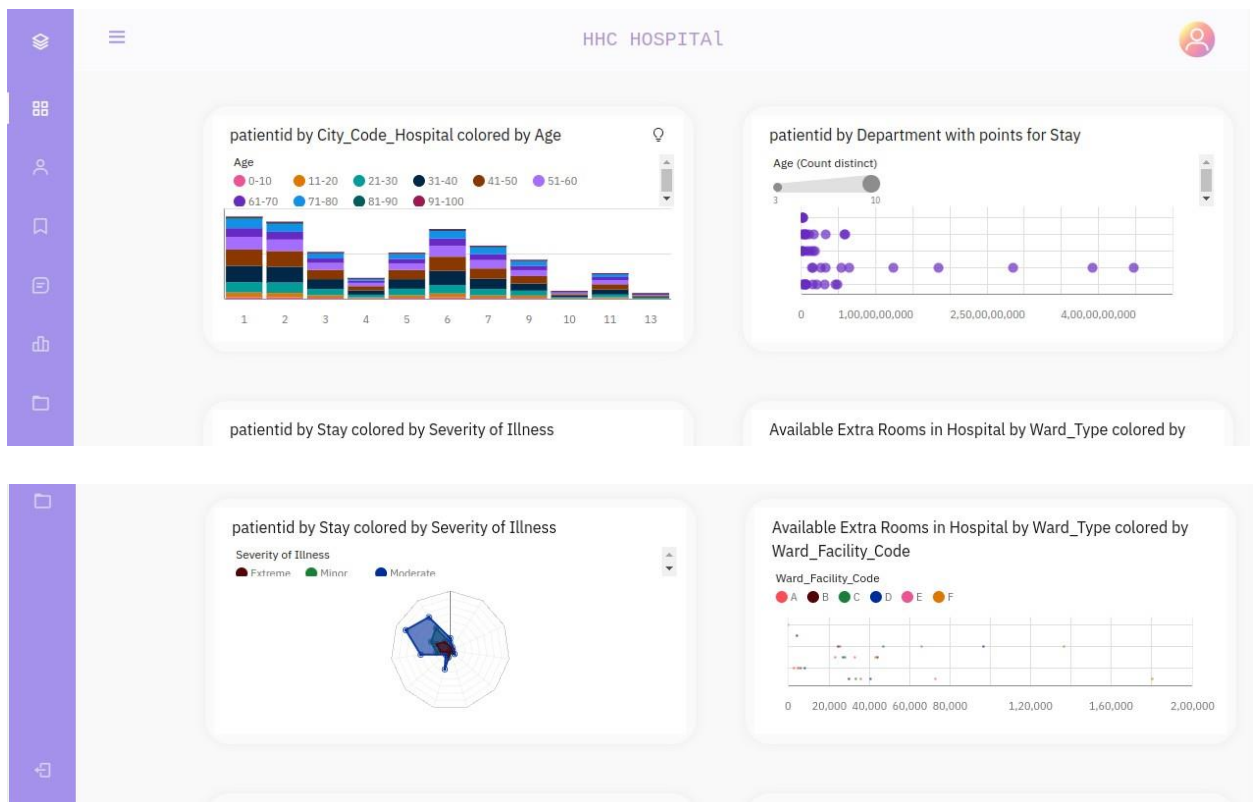 HHC HOSPITAl
patientid by City_Code_Hospital colored by Age
Age
0-10 11-20 21-30 31-40 41-50 51-60
61-70 71-80 81-90 91-100
1 2 3 4 5 6 7 9 10 11 13
patientid by Department with points for Stay
Age (Count distinct)
3 10
0 1,00,00,00,000 2,50,00,00,000 4,00,00,00,000
patientid by Stay colored by Severity of Illness
Available Extra Rooms in Hospital by Ward_Type colored by
patientid by Stay colored by Severity of Illness
Severity of Illness
Extreme Minor Moderate
Available Extra Rooms in Hospital by Ward_Type colored by
Ward_Facility_Code
Ward_Facility_Code
A B C D E F
0 20,000 40,000 60,000 80,000 1,20,000 1,60,000 2,00,000